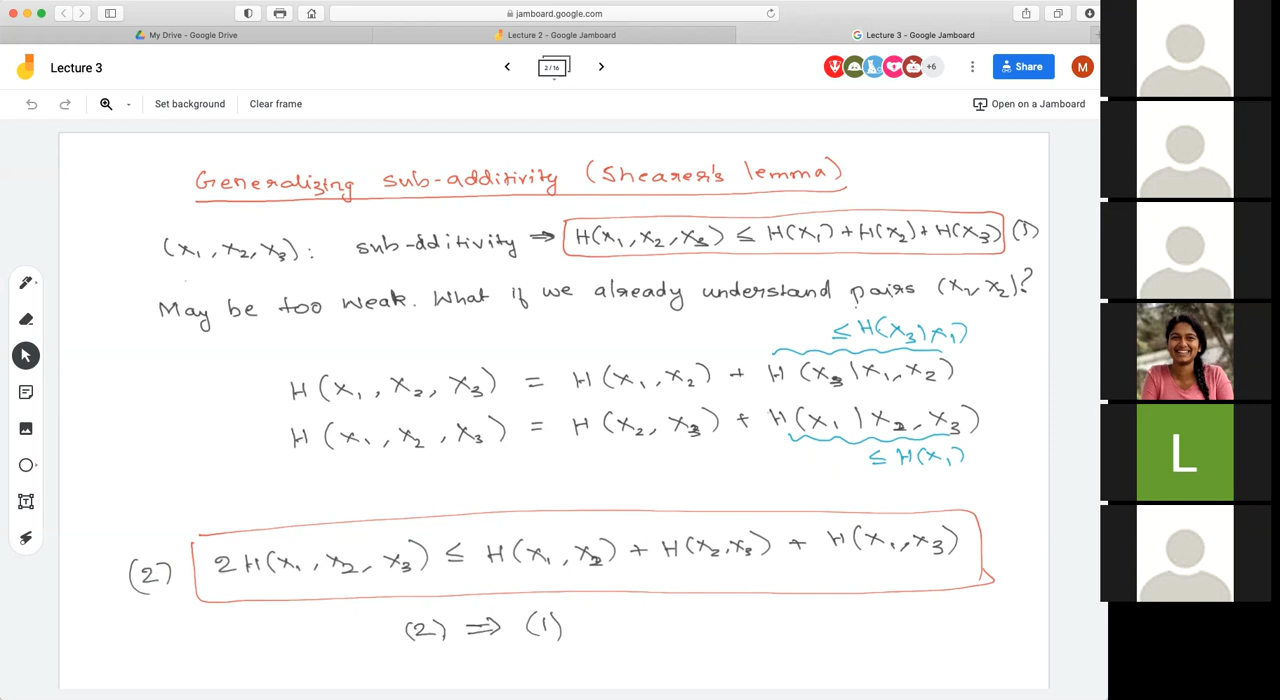 jamboard.google.com
My Drive - Google Drive
Lecture 2 - Google Jamboard
Lecture 3 - Google Jamboard
Lecture 3
2 / 16
+6
Share
M
Set background
Clear frame
Open on a Jamboard
Generalizing sub-additivity (Shearer's lemma)
(X₁, X₂, X₃): sub-additivity ⇒ H(X₁, X₂, X₃) ≤ H(X₁) + H(X₂) + H(X₃) (1)
May be too weak. What if we already understand pairs (X₁, X₂)?
≤ H(X₃|X₁)
H(X₁, X₂, X₃) = H(X₁, X₂) + H(X₃|X₁, X₂)
H(X₁, X₂, X₃) = H(X₂, X₃) + H(X₁|X₂, X₃)
≤ H(X₁)
(2) 2H(X₁, X₂, X₃) ≤ H(X₁, X₂) + H(X₂, X₃) + H(X₁, X₃)
(2) ⇒ (1)
L